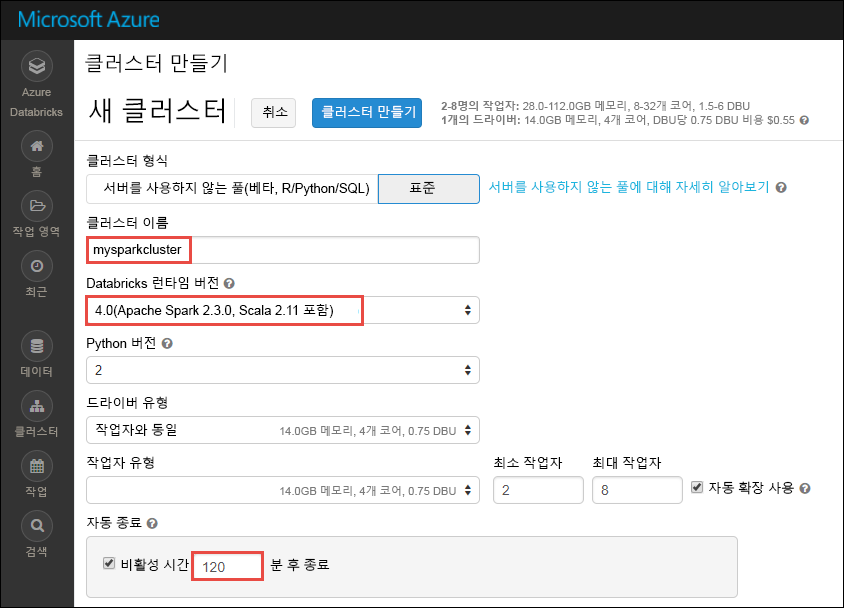 Microsoft Azure
Azure
Databricks
홈
작업 영역
최근
데이터
클러스터
작업
검색
클러스터 만들기
새 클러스터
취소
클러스터 만들기
2-8명의 작업자: 28.0-112.0GB 메모리, 8-32개 코어, 1.5-6 DBU
1개의 드라이버: 14.0GB 메모리, 4개 코어, DBU당 0.75 DBU 비용 $0.55 ?
클러스터 형식
서버를 사용하지 않는 풀(베타, R/Python/SQL) 표준 서버를 사용하지 않는 풀에 대해 자세히 알아보기 ?
클러스터 이름
mysparkcluster
Databricks 런타임 버전 ?
4.0(Apache Spark 2.3.0, Scala 2.11 포함)
Python 버전 ?
2
드라이버 유형
작업자와 동일 14.0GB 메모리, 4개 코어, 0.75 DBU
작업자 유형 최소 작업자 최대 작업자
14.0GB 메모리, 4개 코어, 0.75 DBU 2 8 자동 확장 사용 ?
자동 종료 ?
비활성 시간 120 분 후 종료